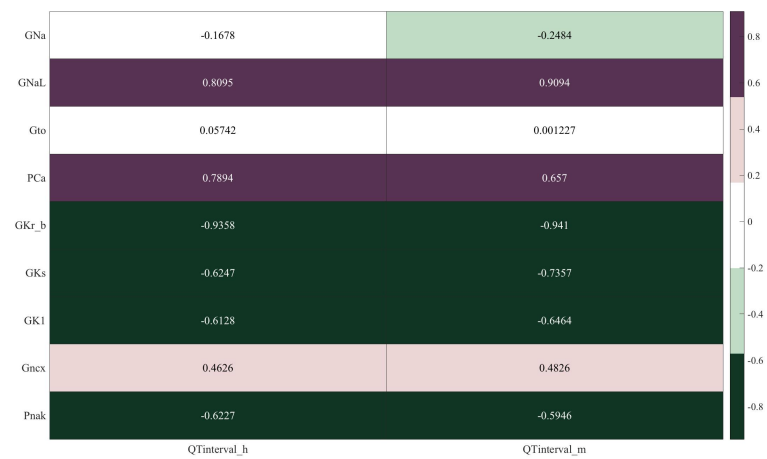 GNa -0.1678 -0.2484
GNaL 0.8095 0.9094
Gto 0.05742 0.001227
PCa 0.7894 0.657
GKr_b -0.9358 -0.941
GKs -0.6247 -0.7357
GK1 -0.6128 -0.6464
Gncx 0.4626 0.4826
Pnak -0.6227 -0.5946
QTinterval_h QTinterval_m
0.8
0.6
0.4
0.2
0
-0.2
-0.4
-0.6
-0.8